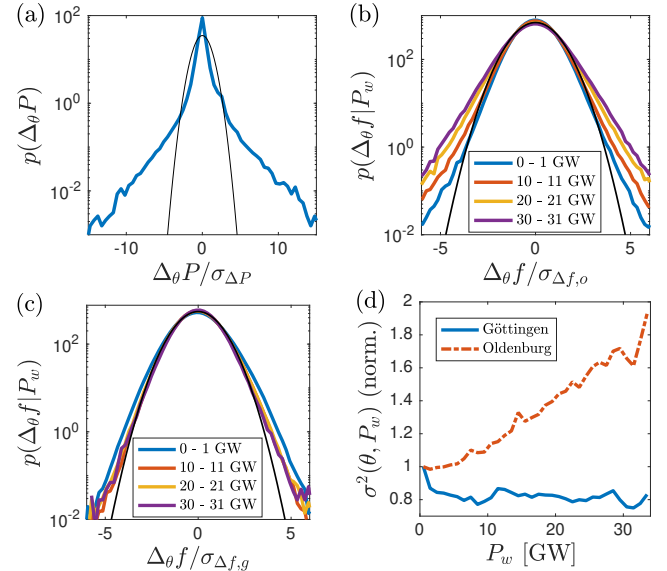 (a)
10^2
10^0
10^-2
p(Δ_θ P)
-10 0 10
Δ_θ P/σ_ΔP
(b)
10^2
10^0
10^-2
p(Δ_θ f|P_w)
0 - 1 GW
10 - 11 GW
20 - 21 GW
30 - 31 GW
-5 0 5
Δ_θ f/σ_Δf,o
(c)
10^2
10^0
10^-2
p(Δ_θ f|P_w)
0 - 1 GW
10 - 11 GW
20 - 21 GW
30 - 31 GW
-5 0 5
Δ_θ f/σ_Δf,g
(d)
2
1.8
1.6
1.4
1.2
1.0
0.8
σ^2(θ, P_w) (norm.)
Göttingen
Oldenburg
0 10 20 30
P_w [GW]